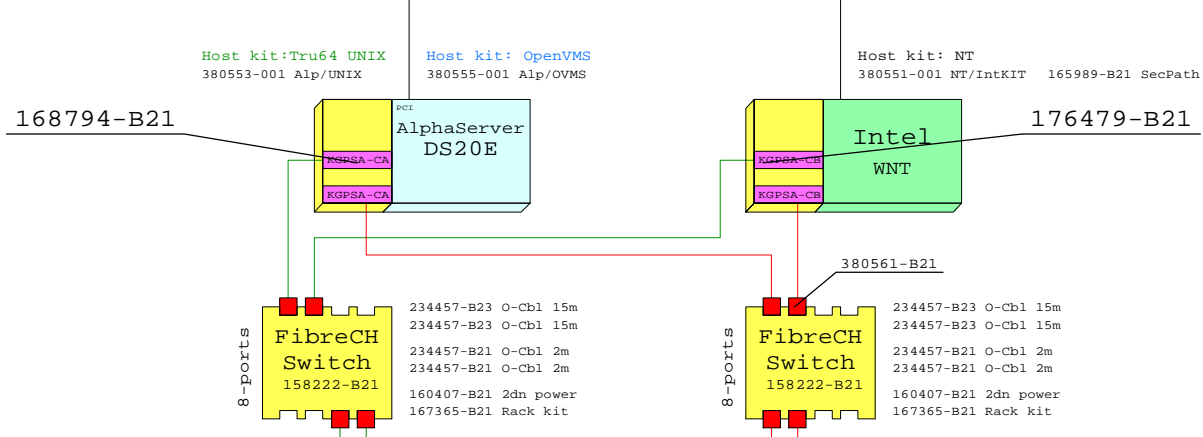 Host kit:Tru64 UNIX
380553-001 Alp/UNIX
Host kit: OpenVMS
380555-001 Alp/OVMS
Host kit: NT
380551-001 NT/IntKIT 165989-B21 SecPath
168794-B21
PCI
AlphaServer
DS20E
KGPSA-CA
KGPSA-CA
Intel
WNT
KGPSA-CB
KGPSA-CB
176479-B21
380561-B21
8-ports
FibreCH
Switch
158222-B21
234457-B23 O-Cbl 15m
234457-B23 O-Cbl 15m
234457-B21 O-Cbl 2m
234457-B21 O-Cbl 2m
160407-B21 2dn power
167365-B21 Rack kit
8-ports
FibreCH
Switch
158222-B21
234457-B23 O-Cbl 15m
234457-B23 O-Cbl 15m
234457-B21 O-Cbl 2m
234457-B21 O-Cbl 2m
160407-B21 2dn power
167365-B21 Rack kit